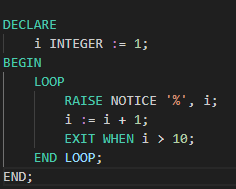 DECLARE
    i INTEGER := 1;
BEGIN
    LOOP
        RAISE NOTICE '%', i;
        i := i + 1;
        EXIT WHEN i > 10;
    END LOOP;
END;